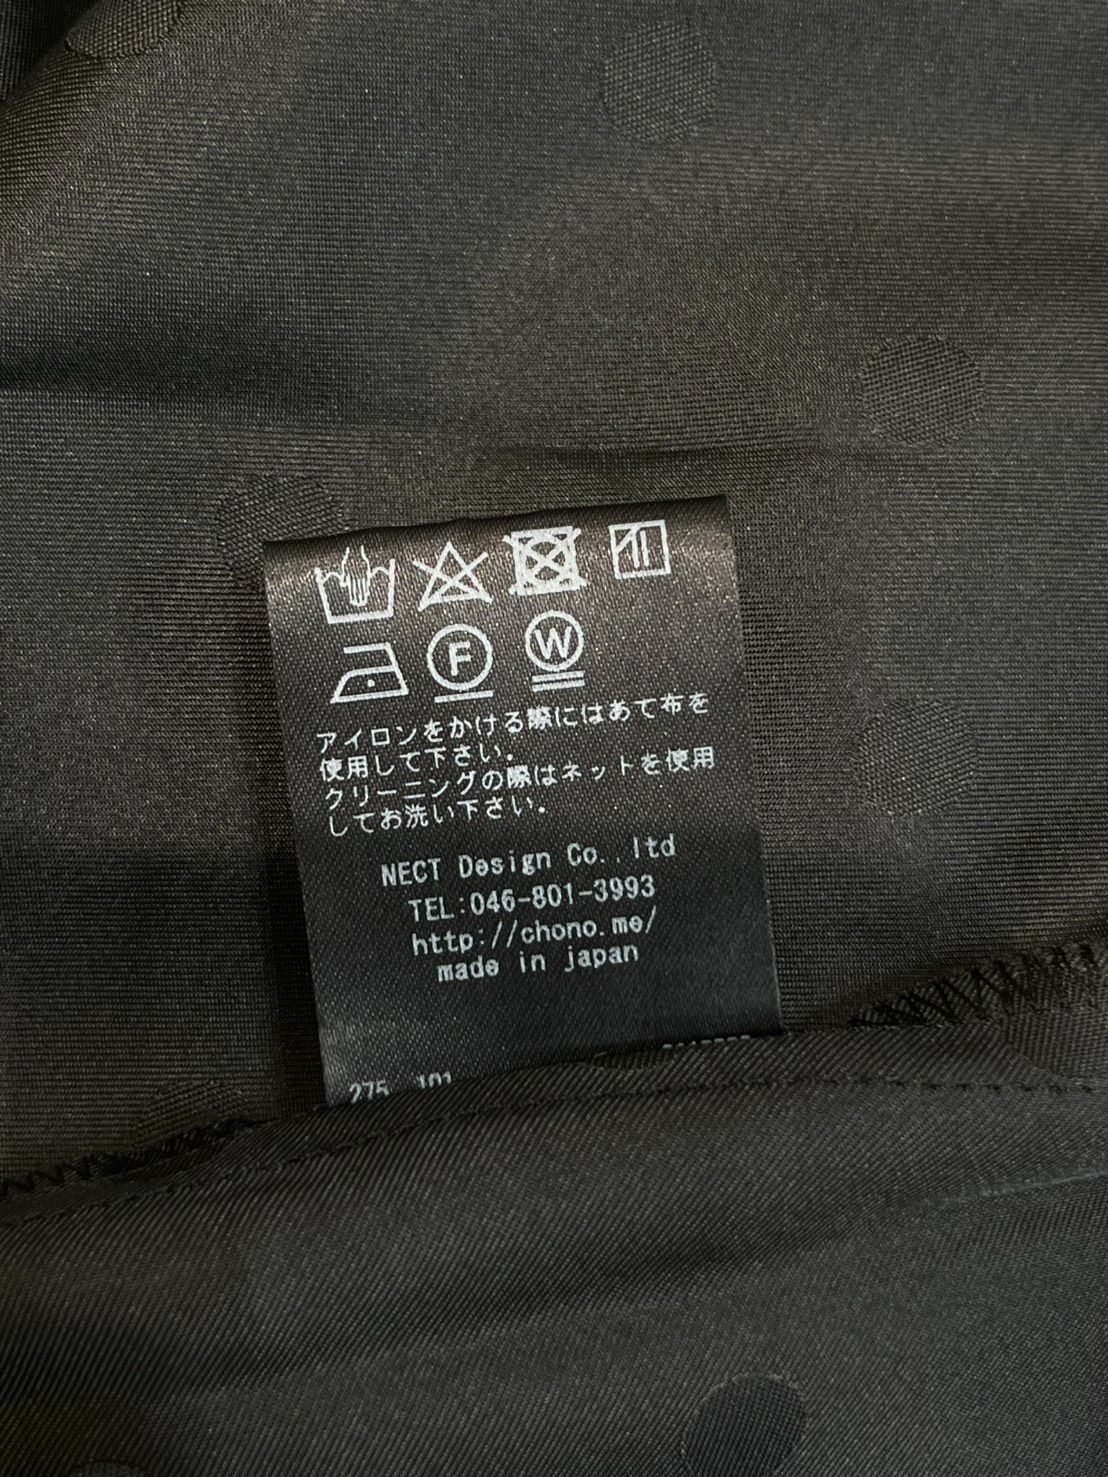 F W
アイロンをかける際にはあて布を
使用して下さい。
クリーニングの際はネットを使用
してお洗い下さい。
NECT Design Co.,ltd
TEL:046-801-3993
http://chono.me/
made in japan
275 101